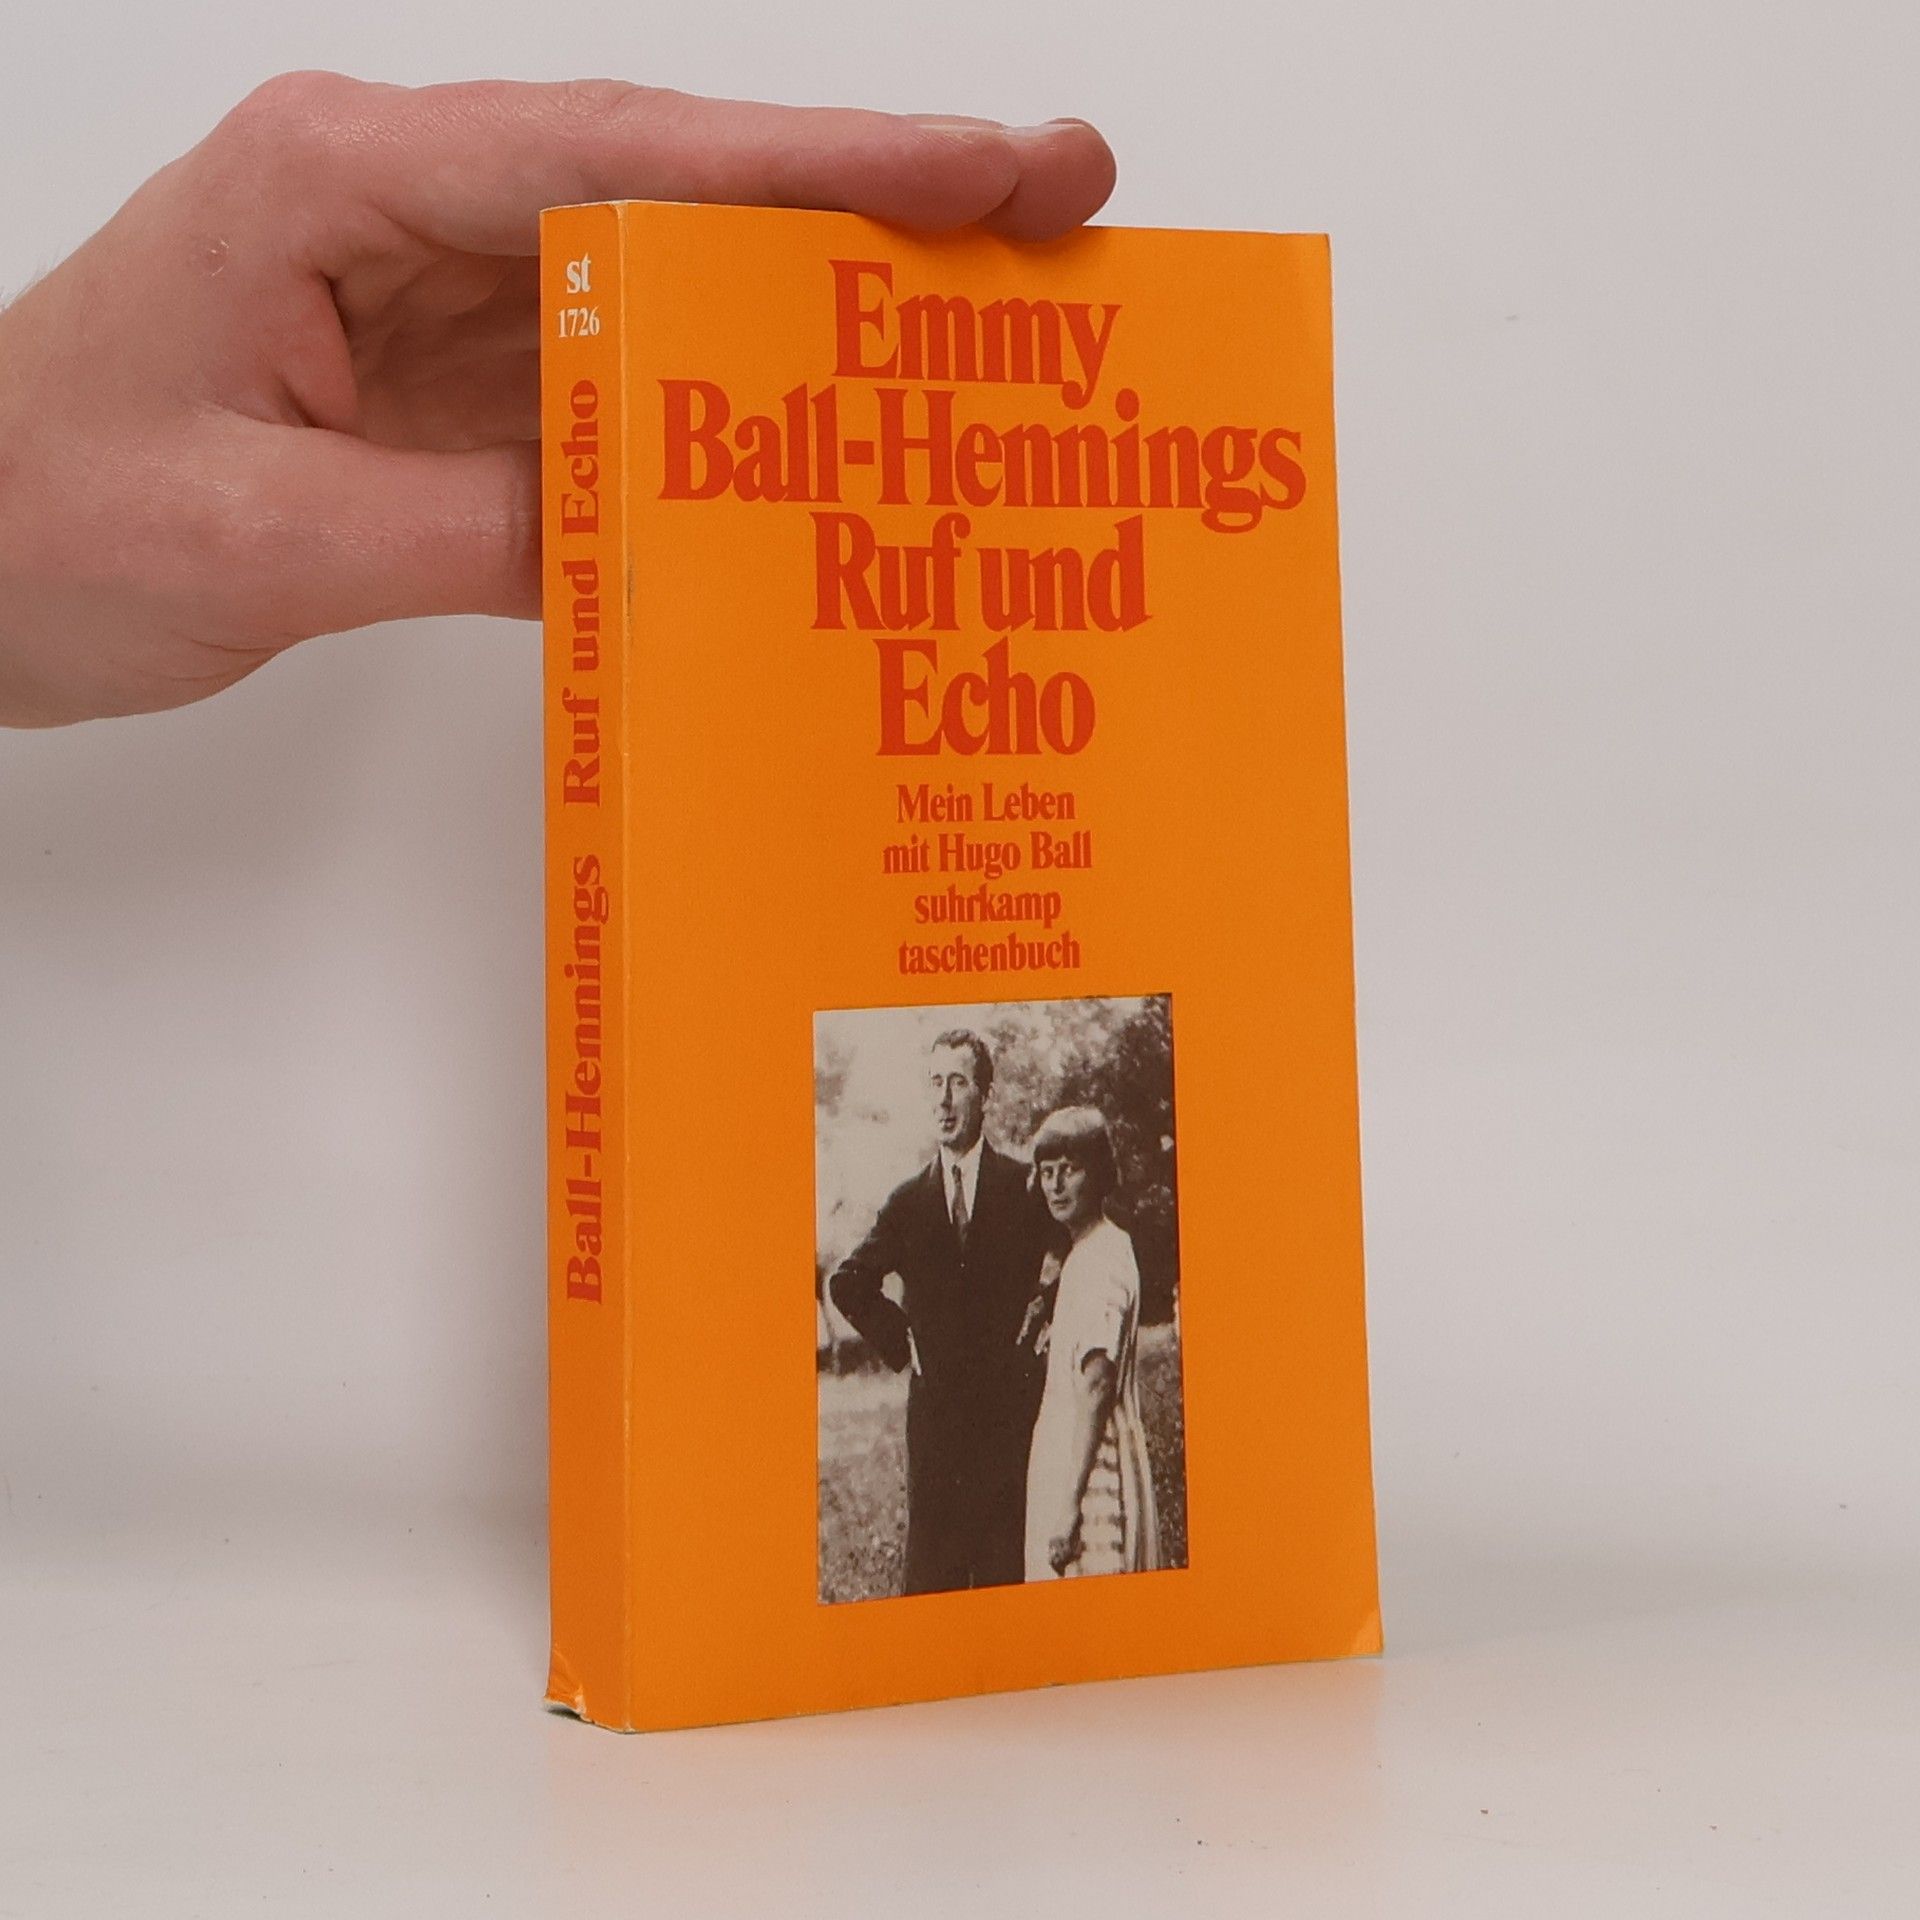 st
1726
Ball-Hennings Ruf und Echo
Emmy
Ball-Hennings
Ruf und
Echo
Mein Leben
mit Hugo Ball
suhrkamp
taschenbuch